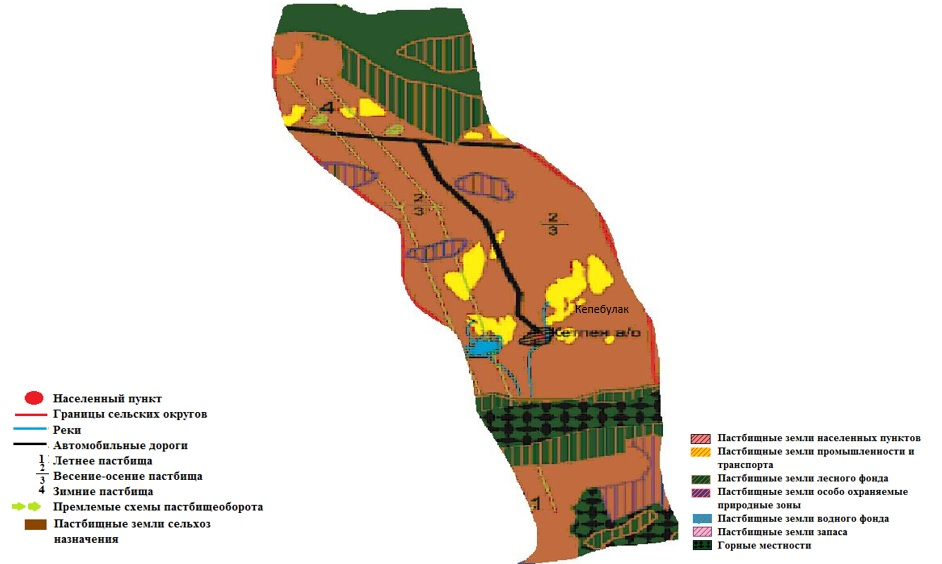 4
2
3
2
3
Кепебулак
Кетпен а/о
1
Населенный пункт
Границы сельских округов
Реки
Автомобильные дороги
1 Летнее пастбища
2
3 Весение-осение пастбища
4 Зимние пастбища
Премлемые схемы пастбищеоборота
Пастбищные земли сельхоз
назначения
Пастбищные земли населенных пунктов
Пастбищные земли промышленности и
транспорта
Пастбищные земли лесного фонда
Пастбищные земли особо охраняемые
природные зоны
Пастбищные земли водного фонда
Пастбищные земли запаса
Горные местности